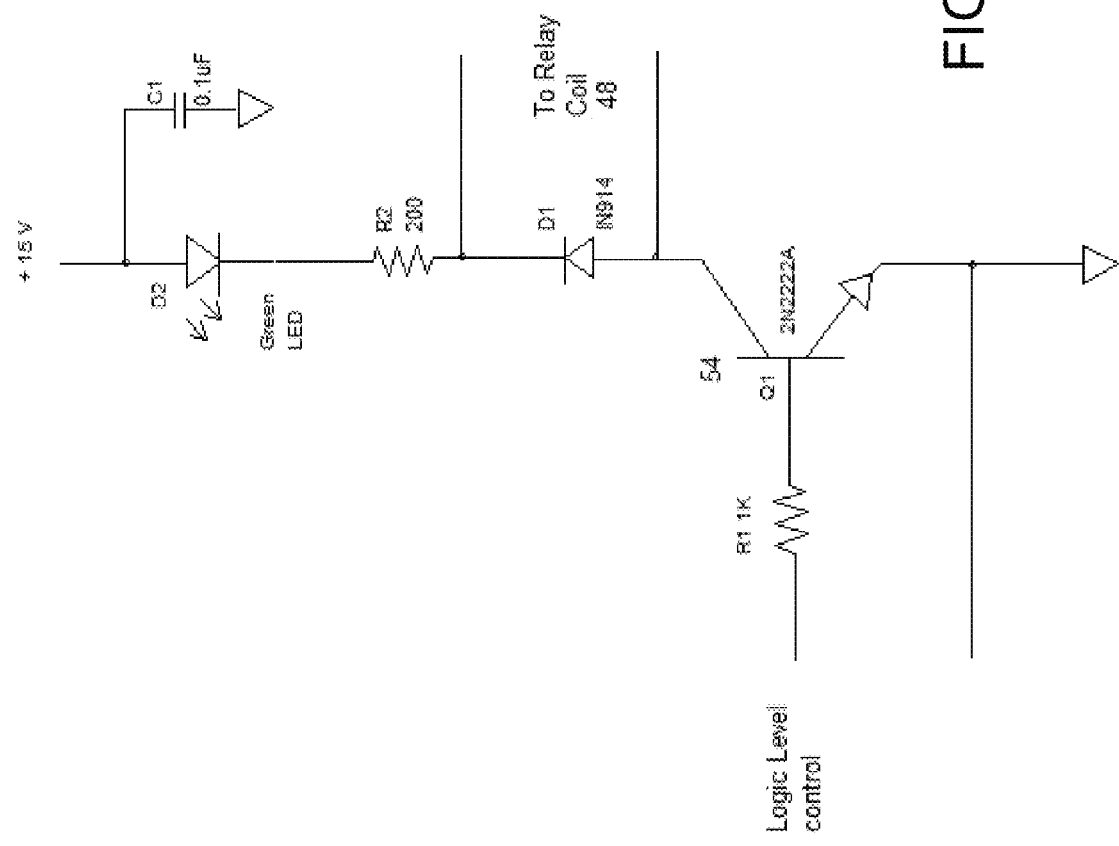 +15 V
C1
0.1uF
D2
Green
LED
R2
200
To Relay
Coil
48
D1
IN914
54
Q1
2N2222A
R1 1K
Logic Level
control
FIG